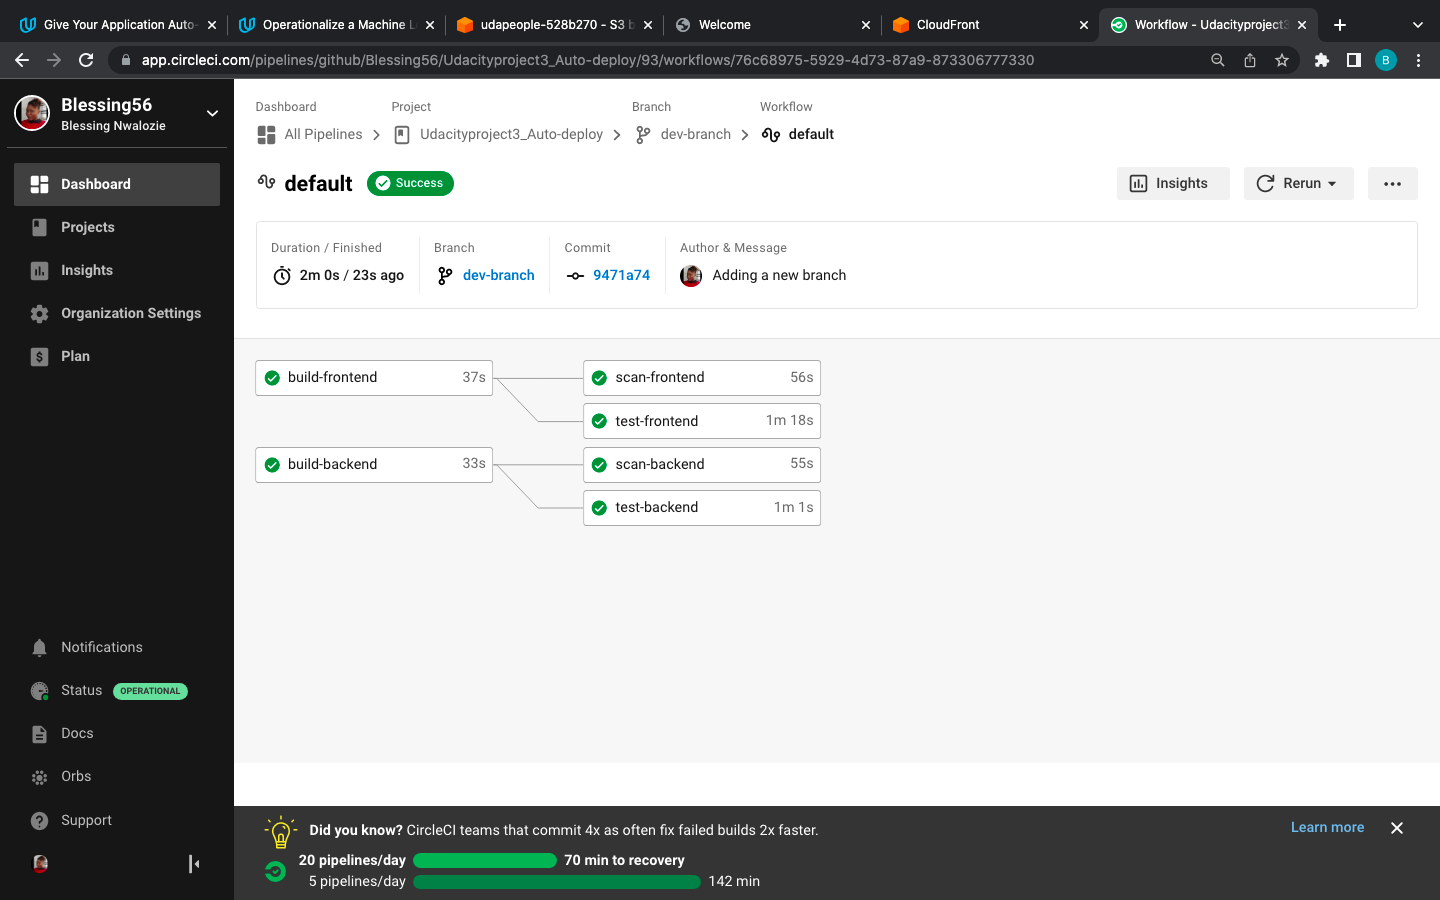 Give Your Application Auto-
Operationalize a Machine L
udapeople-528b270 - S3 b
Welcome
CloudFront
Workflow - Udacityproject3
app.circleci.com/pipelines/github/Blessing56/Udacityproject3_Auto-deploy/93/workflows/76c68975-5929-4d73-87a9-873306777330
B
Blessing56
Blessing Nwalozie
Dashboard
Projects
Insights
Organization Settings
Plan
Notifications
Status OPERATIONAL
Docs
Orbs
Support
Dashboard Project Branch Workflow
All Pipelines Udacityproject3_Auto-deploy dev-branch default
default Success
Insights Rerun
Duration / Finished Branch Commit Author & Message
2m 0s / 23s ago dev-branch 9471a74 Adding a new branch
build-frontend 37s scan-frontend 56s
test-frontend 1m 18s
build-backend 33s scan-backend 55s
test-backend 1m 1s
Did you know? CircleCI teams that commit 4x as often fix failed builds 2x faster.
Learn more
20 pipelines/day 70 min to recovery
5 pipelines/day 142 min